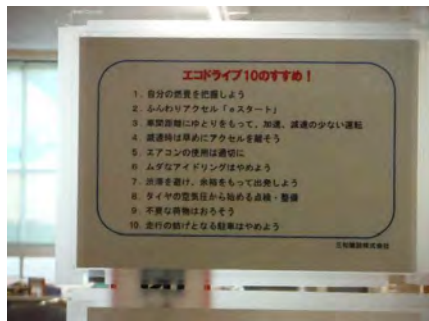 エコドライブ10のすすめ！
1．自分の燃費を把握しよう
2．ふんわりアクセル「eスタート」
3．車間距離にゆとりをもって、加速、減速の少ない運転
4．減速時は早めにアクセルを離そう
5．エアコンの使用は適切に
6．ムダなアイドリングはやめよう
7．渋滞を避け、余裕をもって出発しよう
8．タイヤの空気圧から始める点検・整備
9．不要な荷物はおろそう
10．走行の妨げとなる駐車はやめよう
株式会社